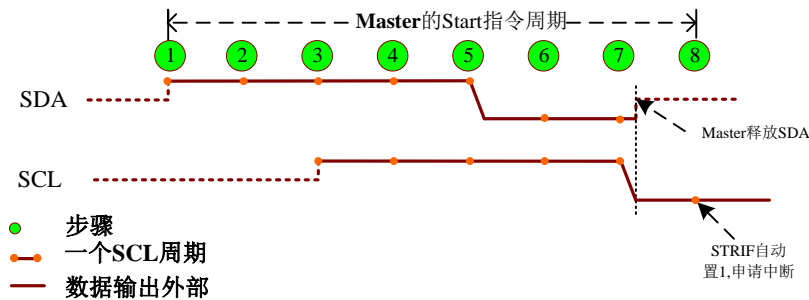 Master的Start指令周期
1 2 3 4 5 6 7 8
SDA
Master释放SDA
SCL
步骤
一个SCL周期
数据输出外部
STRIF自动
置1,申请中断